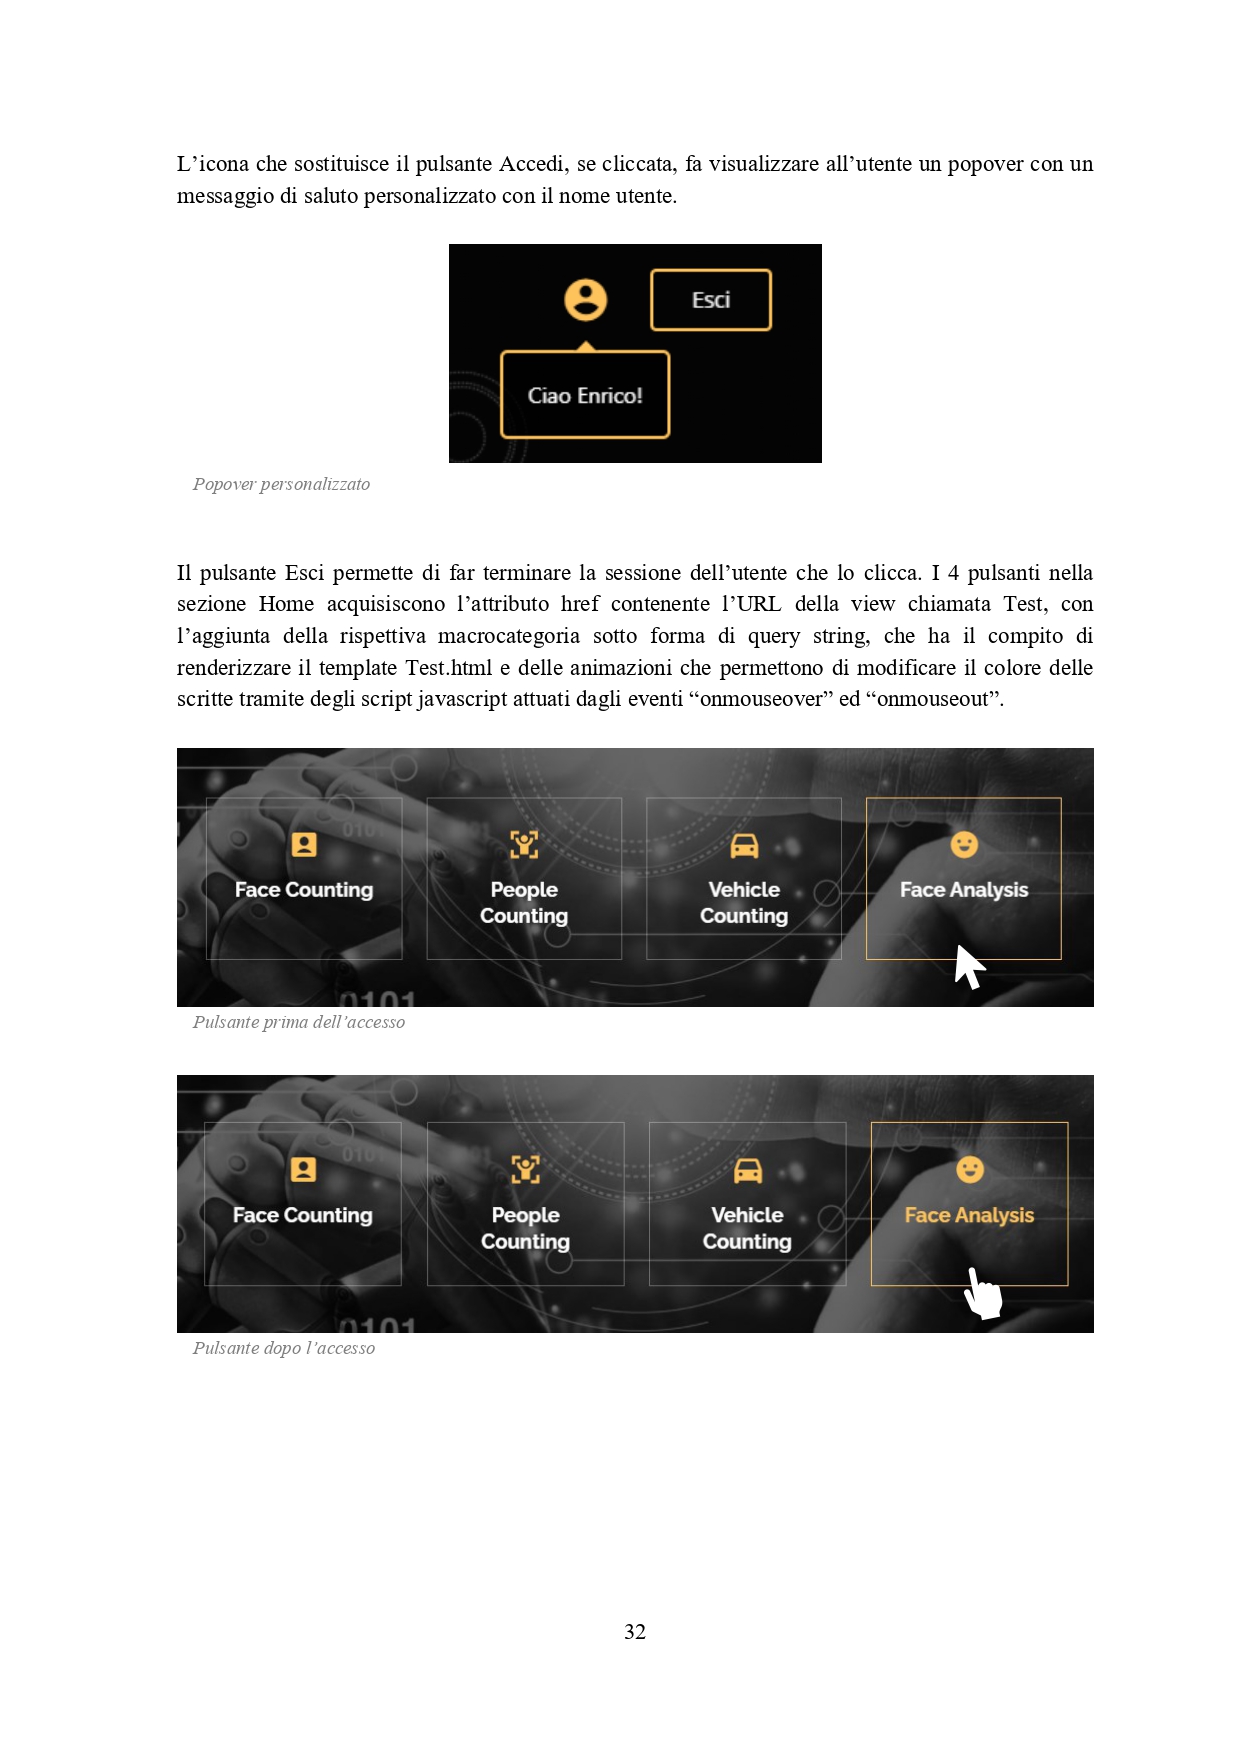 L’icona che sostituisce il pulsante Accedi, se cliccata, fa visualizzare all’utente un popover con un
messaggio di saluto personalizzato con il nome utente.
Esci
Ciao Enrico!
Popover personalizzato
Il pulsante Esci permette di far terminare la sessione dell’utente che lo clicca. I 4 pulsanti nella
sezione Home acquisiscono l’attributo href contenente l’URL della view chiamata Test, con
l’aggiunta della rispettiva macrocategoria sotto forma di query string, che ha il compito di
renderizzare il template Test.html e delle animazioni che permettono di modificare il colore delle
scritte tramite degli script javascript attuati dagli eventi “onmouseover” ed “onmouseout”.
0101
0101
Face Counting
People
Counting
Vehicle
Counting
Face Analysis
0101
Pulsante prima dell’accesso
0101
0101
Face Counting
People
Counting
Vehicle
Counting
Face Analysis
0101
Pulsante dopo l’accesso
32